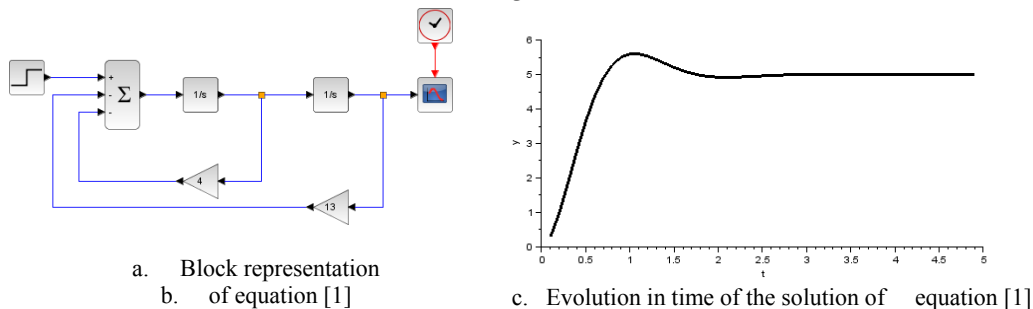 +
-
-
Σ
1/s
1/s
4
13
a. Block representation
b. of equation [1]
6
5
4
3
2
1
0
y
0 0.5 1 1.5 2 2.5 3 3.5 4 4.5 5
t
c. Evolution in time of the solution of equation [1]